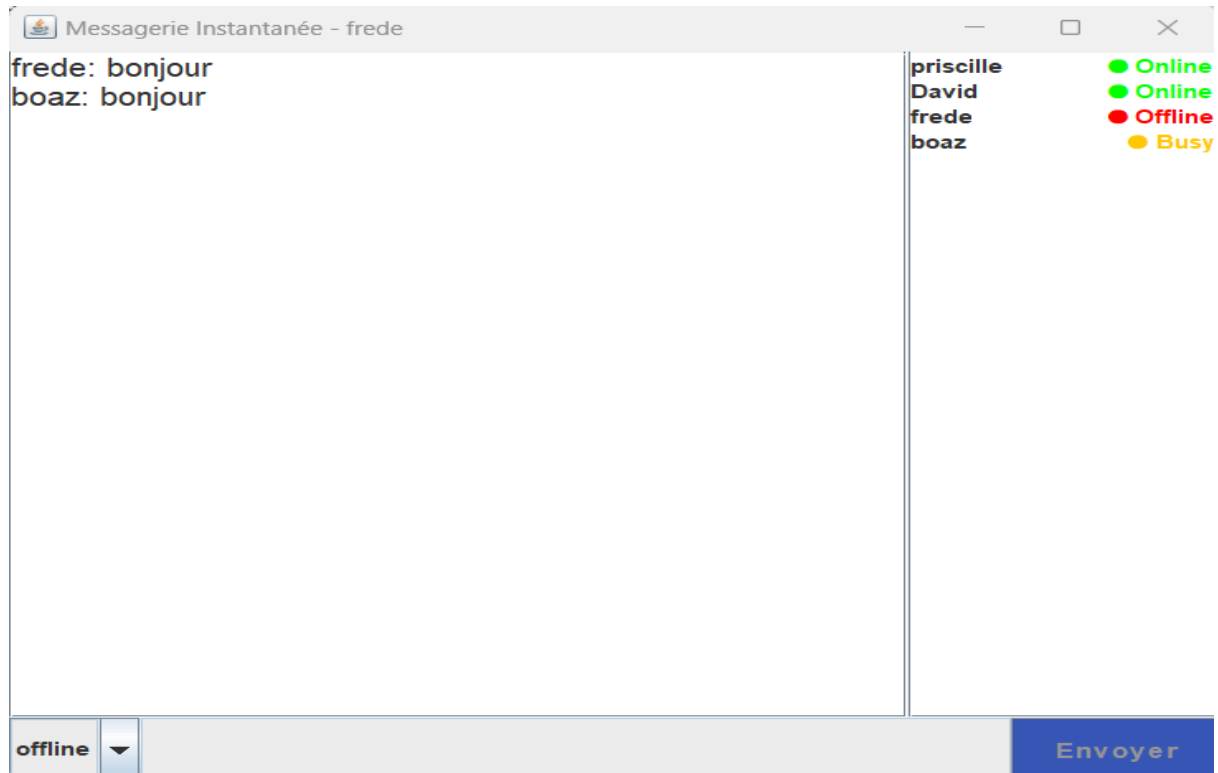 Messagerie Instantanée - frede
frede: bonjour
boaz: bonjour
priscille Online
David Online
frede Offline
boaz Busy
offline
Envoyer